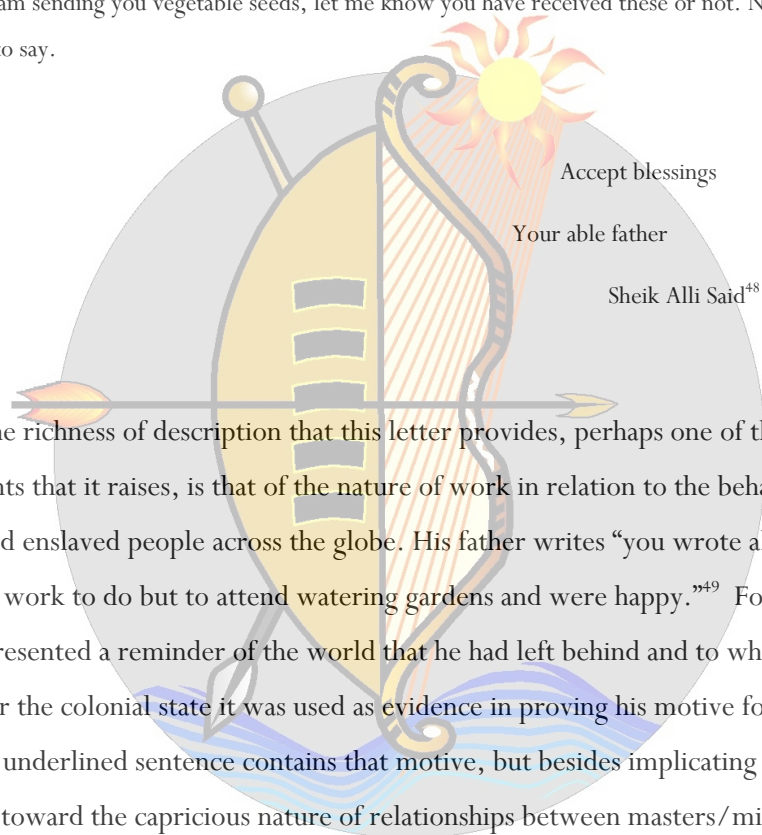 am sending you vegetable seeds, let me know you have received these or not. N
to say.
Accept blessings
Your able father
Sheik Alli Said48
ne richness of description that this letter provides, perhaps one of th
nts that it raises, is that of the nature of work in relation to the beha
d enslaved people across the globe. His father writes “you wrote al
work to do but to attend watering gardens and were happy.”49 Fo
resented a reminder of the world that he had left behind and to wh
r the colonial state it was used as evidence in proving his motive fo
underlined sentence contains that motive, but besides implicating
toward the capricious nature of relationships between masters/mi